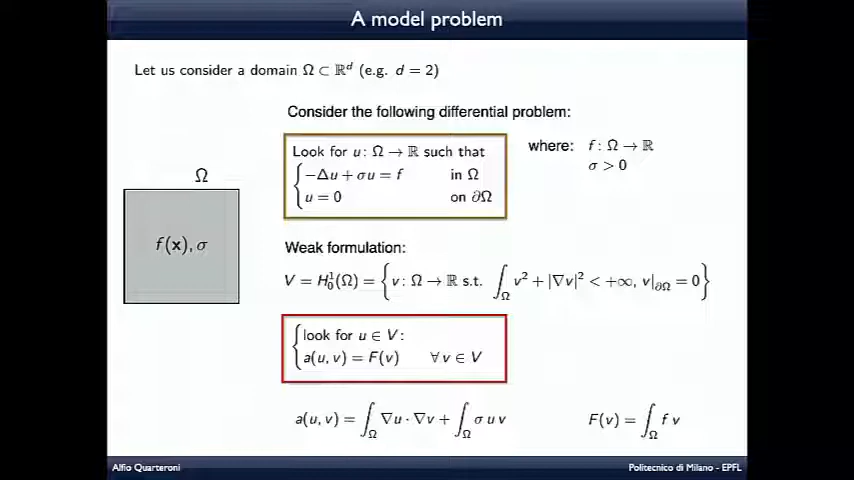 A model problem
Let us consider a domain Ω ⊂ ℝᵈ (e.g. d = 2)
Consider the following differential problem:
Look for u: Ω → ℝ such that
{ −Δu + σu = f in Ω
u = 0 on ∂Ω
where: f: Ω → ℝ
σ > 0
Ω
f(x), σ
Weak formulation:
V = H¹₀(Ω) = { v: Ω → ℝ s.t. ∫_Ω v² + |∇v|² < +∞, v|_∂Ω = 0 }
{ look for u ∈ V:
a(u, v) = F(v) ∀ v ∈ V
a(u, v) = ∫_Ω ∇u · ∇v + ∫_Ω σ u v
F(v) = ∫_Ω f v
Alfio Quarteroni
Politecnico di Milano - EPFL